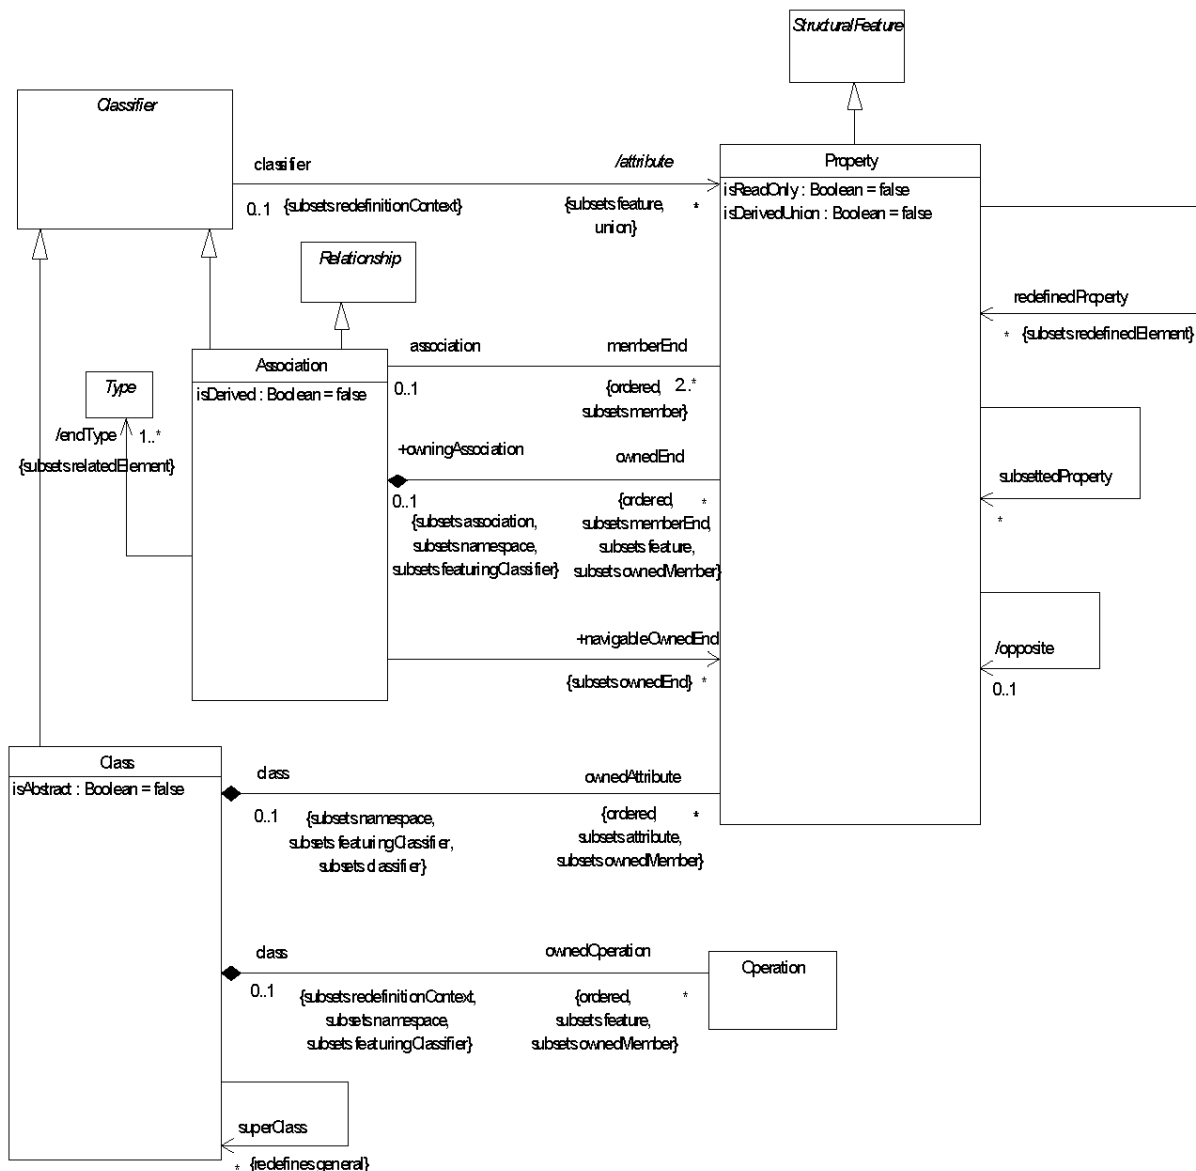 StructuralFeature
Classifier
Property
isReadOnly : Boolean = false
isDerivedUnion : Boolean = false
classifier
/attribute
0..1
{subsets redefinitionContext}
{subsets feature,
union}
*
Relationship
redefinedProperty
*
{subsets redefinedElement}
Association
isDerived : Boolean = false
association
memberEnd
0..1
{ordered,
subsets member}
2..*
Type
/endType
1..*
{subsets relatedElement}
+owningAssociation
ownedEnd
0..1
{subsets association,
subsets namespace,
subsets featuringClassifier}
{ordered,
subsets memberEnd,
subsets feature,
subsets ownedMember}
*
subsettedProperty
*
+navigableOwnedEnd
{subsets ownedEnd}
*
/opposite
0..1
Class
isAbstract : Boolean = false
class
ownedAttribute
0..1
{subsets namespace,
subsets featuringClassifier,
subsets classifier}
{ordered,
subsets attribute,
subsets ownedMember}
*
class
ownedOperation
0..1
{subsets redefinitionContext,
subsets namespace,
subsets featuringClassifier}
{ordered,
subsets feature,
subsets ownedMember}
*
Operation
superClass
*
{redefines general}